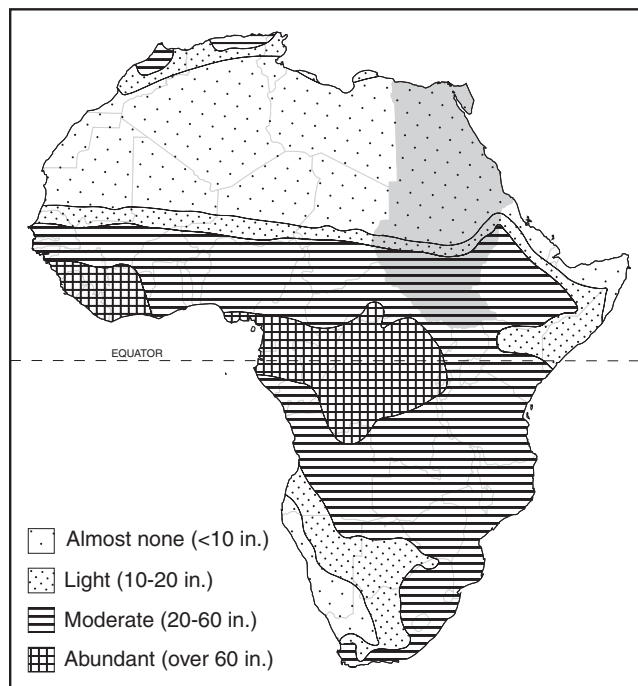 EQUATOR
Almost none (<10 in.)
Light (10-20 in.)
Moderate (20-60 in.)
Abundant (over 60 in.)